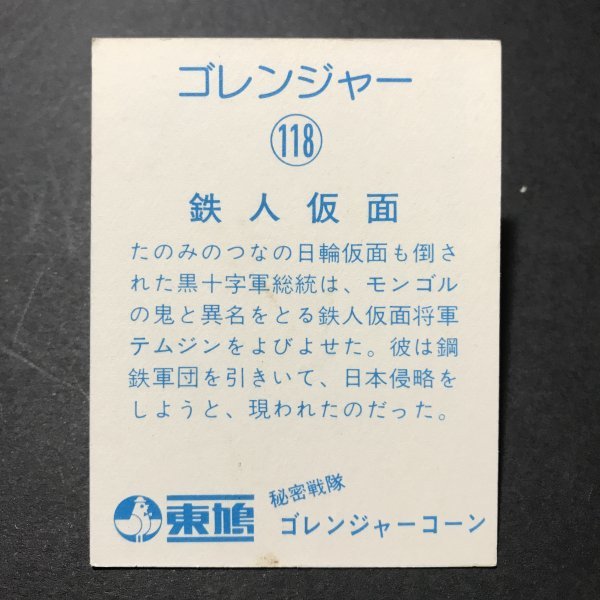 ゴレンジャー
118
鉄人仮面
たのみのつなの日輪仮面も倒さ
れた黒十字軍総統は、モンゴル
の鬼と異名をとる鉄人仮面将軍
テムジンをよびよせた。彼は鋼
鉄軍団を引きいて、日本侵略を
しようと、現われたのだった。
東鳩
秘密戦隊
ゴレンジャーコーン